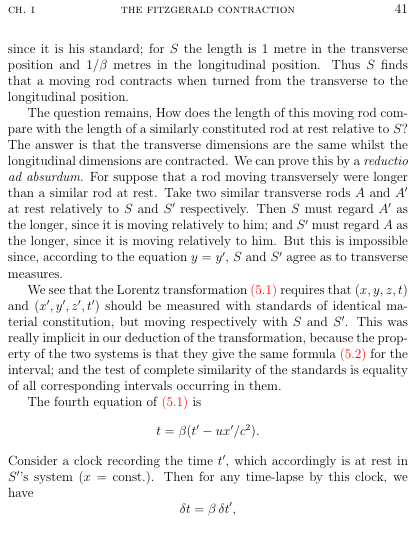 CH. I THE FITZGERALD CONTRACTION 41
since it is his standard; for S the length is 1 metre in the transverse
position and 1/β metres in the longitudinal position. Thus S finds
that a moving rod contracts when turned from the transverse to the
longitudinal position.
The question remains, How does the length of this moving rod com-
pare with the length of a similarly constituted rod at rest relative to S?
The answer is that the transverse dimensions are the same whilst the
longitudinal dimensions are contracted. We can prove this by a reductio
ad absurdum. For suppose that a rod moving transversely were longer
than a similar rod at rest. Take two similar transverse rods A and A′
at rest relatively to S and S′ respectively. Then S must regard A′ as
the longer, since it is moving relatively to him; and S′ must regard A as
the longer, since it is moving relatively to him. But this is impossible
since, according to the equation y = y′, S and S′ agree as to transverse
measures.
We see that the Lorentz transformation (5.1) requires that (x, y, z, t)
and (x′, y′, z′, t′) should be measured with standards of identical ma-
terial constitution, but moving respectively with S and S′. This was
really implicit in our deduction of the transformation, because the prop-
erty of the two systems is that they give the same formula (5.2) for the
interval; and the test of complete similarity of the standards is equality
of all corresponding intervals occurring in them.
The fourth equation of (5.1) is
t = β(t′ − ux′/c²).
Consider a clock recording the time t′, which accordingly is at rest in
S′'s system (x = const.). Then for any time-lapse by this clock, we
have
δt = β δt′,